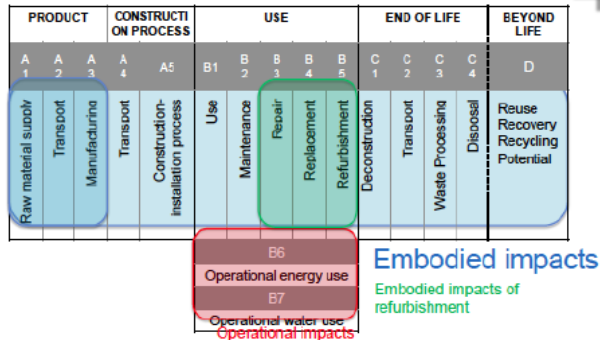 PRODUCT
CONSTRUCTI
ON PROCESS
USE
END OF LIFE
BEYOND
LIFE
A
1
A
2
A
3
A
4
A5
B1
B
2
B
3
B
4
B
5
C
1
C
2
C
3
C
4
D
Raw material supply
Transport
Manufacturing
Transport
Construction-
installation process
Use
Maintenance
Repair
Replacement
Refurbishment
Deconstruction
Transport
Waste Processing
Disposal
Reuse
Recovery
Recycling
Potential
B6
Operational energy use
B7
Operational water use
Operational impacts
Embodied impacts
Embodied impacts of
refurbishment